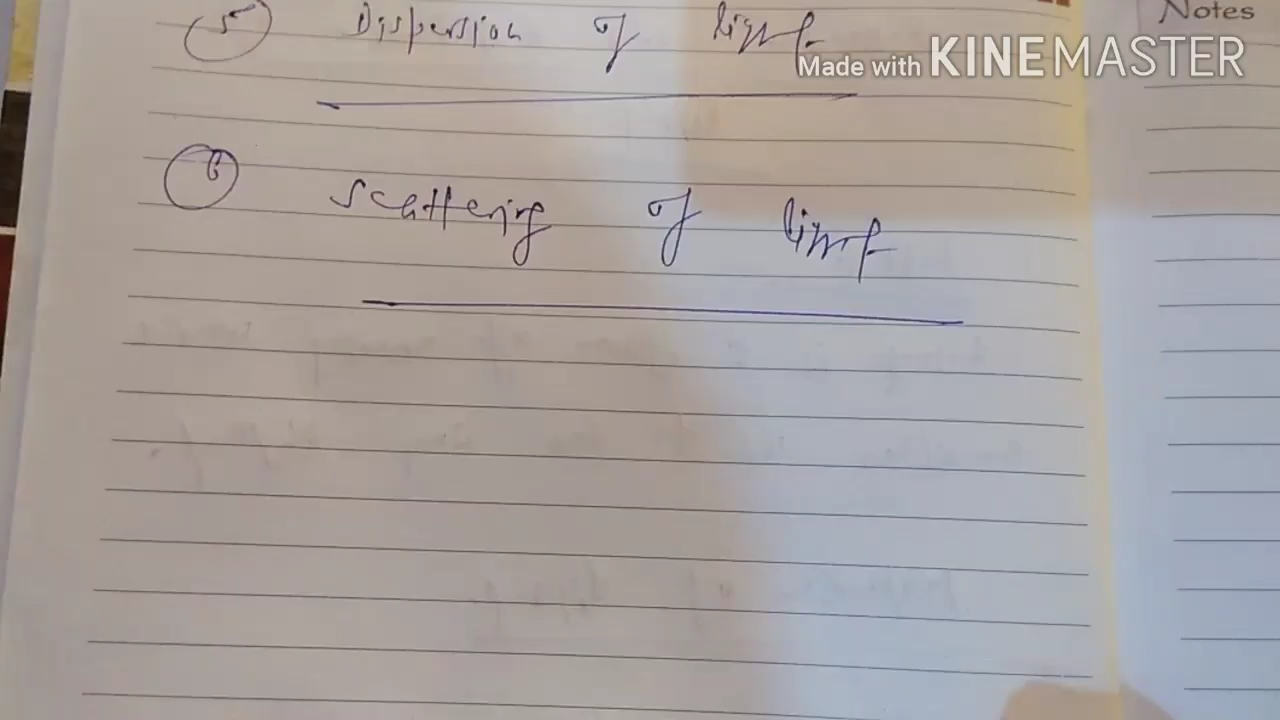 Notes
5 Dispersion of light
Made with KINEMASTER
6 Scattering of light